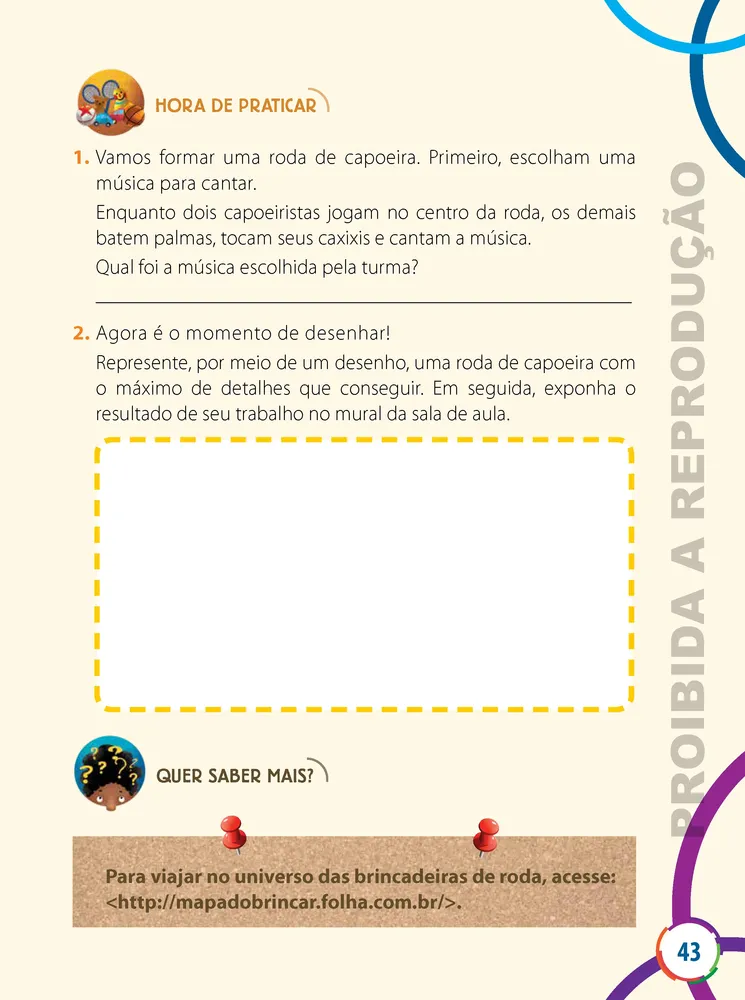 HORA DE PRATICAR
1. Vamos formar uma roda de capoeira. Primeiro, escolham uma
música para cantar.
Enquanto dois capoeiristas jogam no centro da roda, os demais
batem palmas, tocam seus caxixis e cantam a música.
Qual foi a música escolhida pela turma?
2. Agora é o momento de desenhar!
Represente, por meio de um desenho, uma roda de capoeira com
o máximo de detalhes que conseguir. Em seguida, exponha o
resultado de seu trabalho no mural da sala de aula.
QUER SABER MAIS?
Para viajar no universo das brincadeiras de roda, acesse:
<http://mapadobrincar.folha.com.br/>.
43
PROIBIDA A REPRODUÇÃO